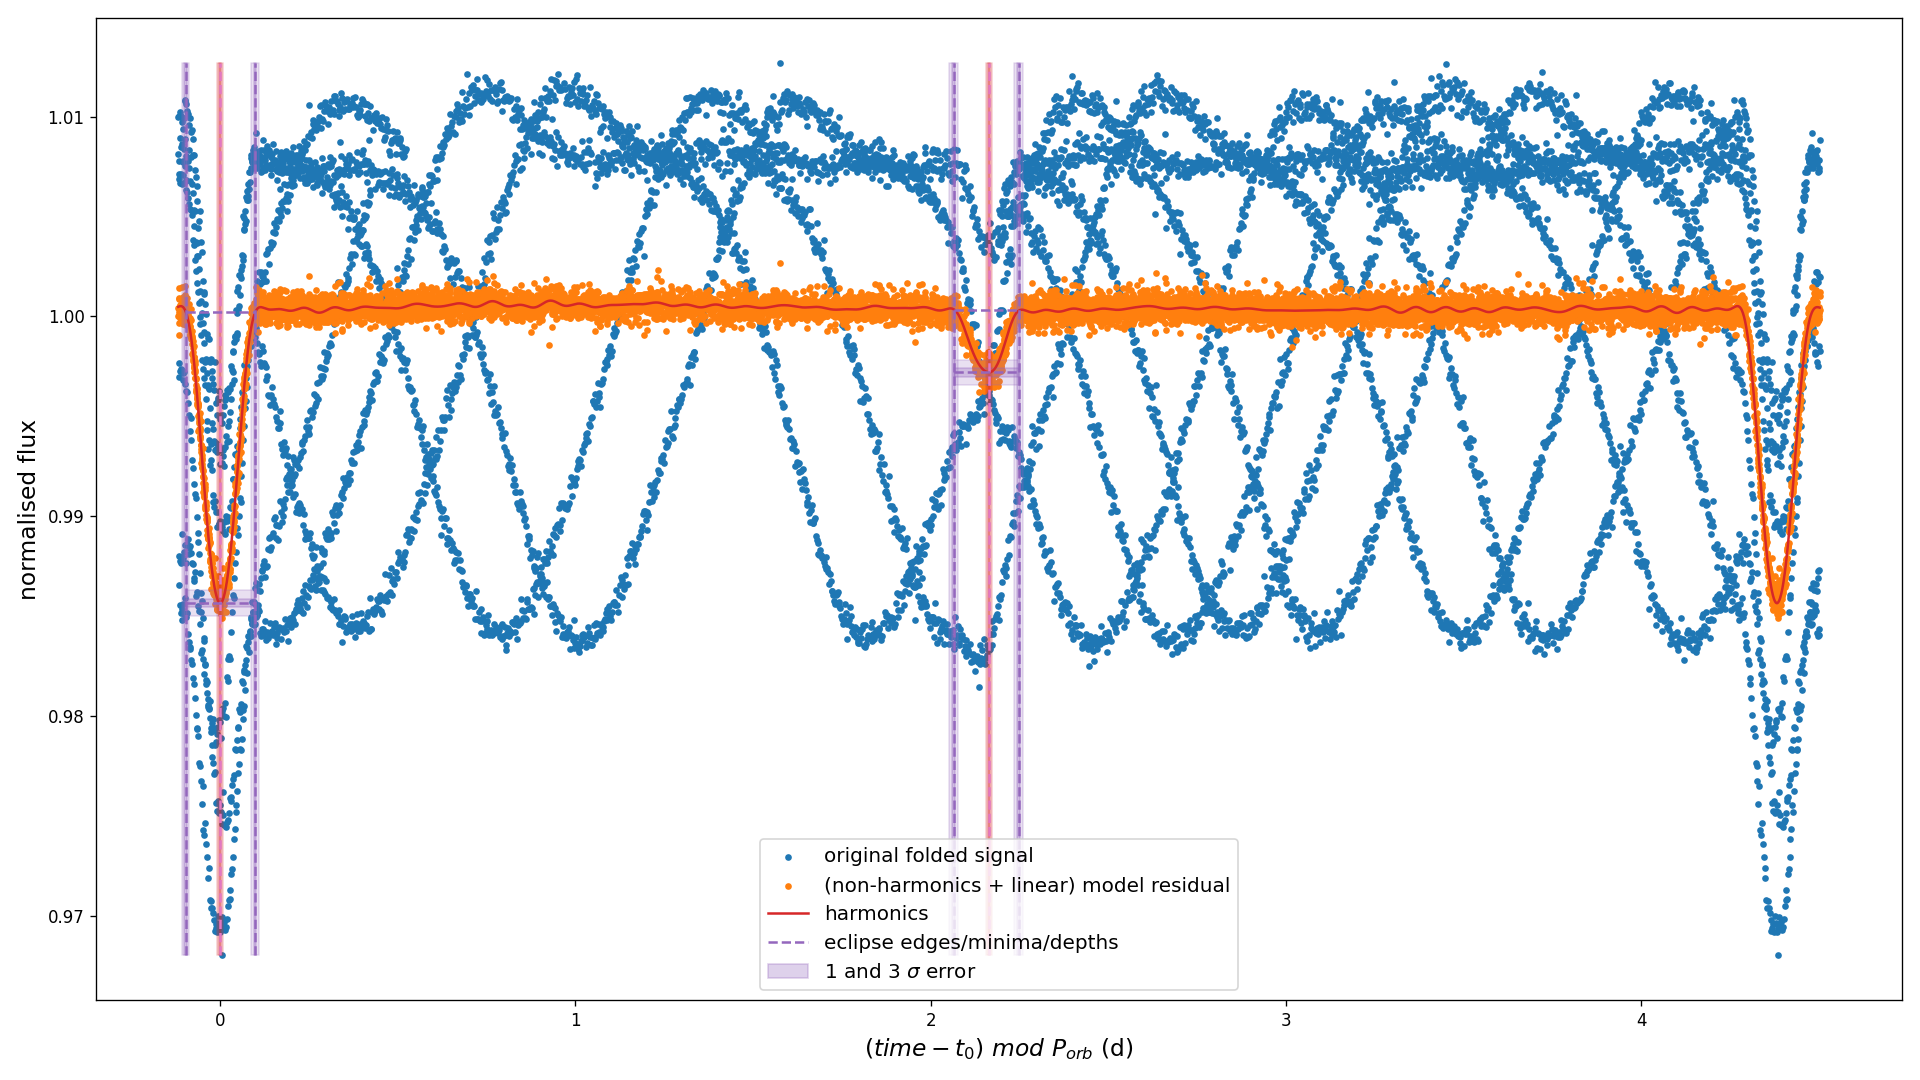 normalised flux
1.01
1.00
0.99
0.98
0.97
original folded signal
(non-harmonics + linear) model residual
harmonics
eclipse edges/minima/depths
1 and 3 σ error
0 1 2 3 4
(time − t₀) mod P_orb (d)